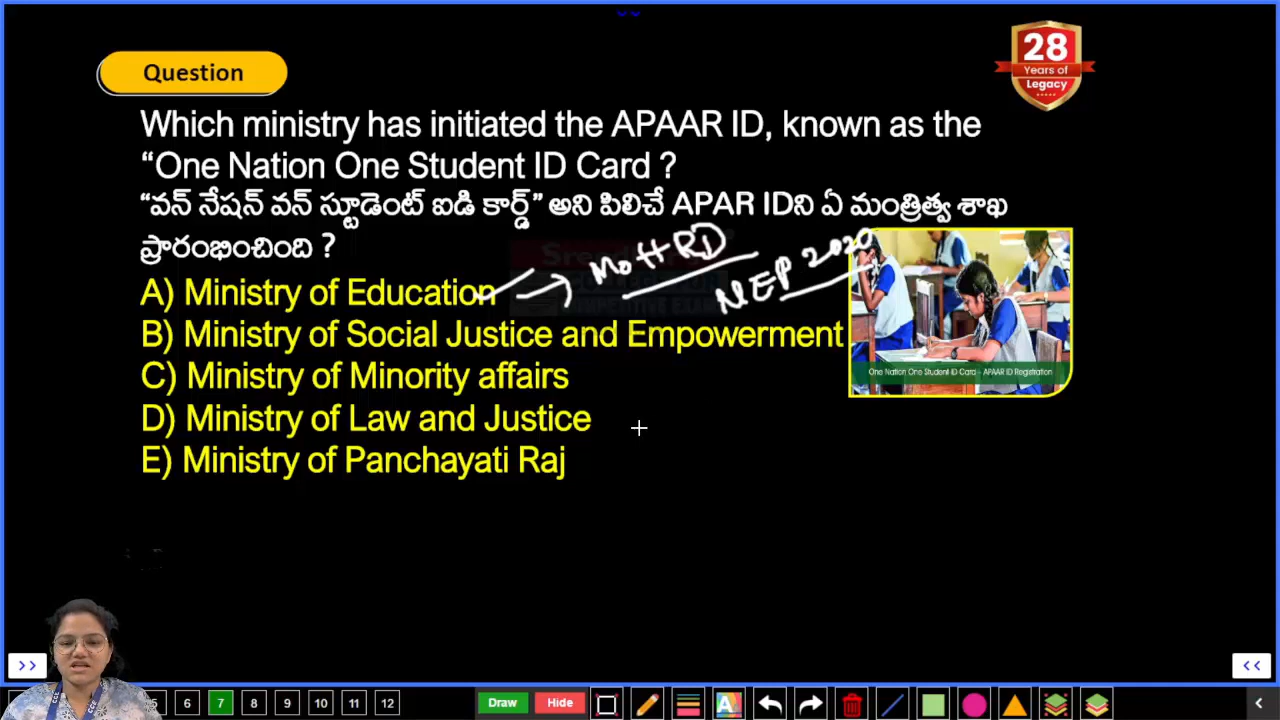 Question
28
Years of
Legacy
Which ministry has initiated the APAAR ID, known as the
“One Nation One Student ID Card ?
“వన్ నేషన్ వన్ స్టూడెంట్ ఐడి కార్డ్” అని పిలిచే APAR IDని ఏ మంత్రిత్వ శాఖ
ప్రారంభించింది ?
MoHRD
NEP 2020
A) Ministry of Education
B) Ministry of Social Justice and Empowerment
C) Ministry of Minority affairs
D) Ministry of Law and Justice
E) Ministry of Panchayati Raj
One Nation One Student ID Card - APAAR ID Registration
>>
<<
5 6 7 8 9 10 11 12
Draw Hide
<